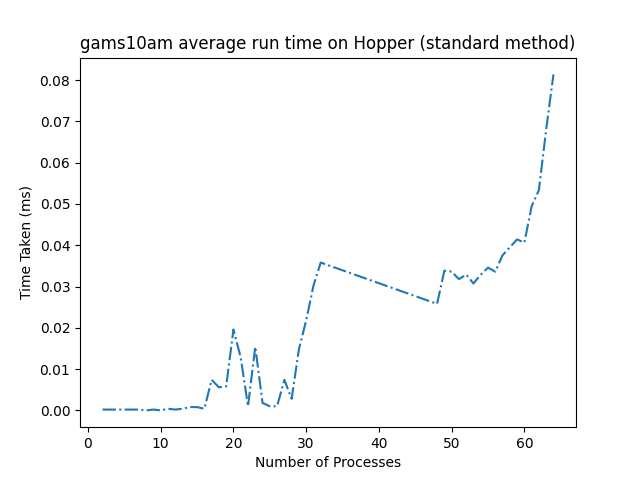 gams10am average run time on Hopper (standard method)
Time Taken (ms)
0.08
0.07
0.06
0.05
0.04
0.03
0.02
0.01
0.00
0 10 20 30 40 50 60
Number of Processes